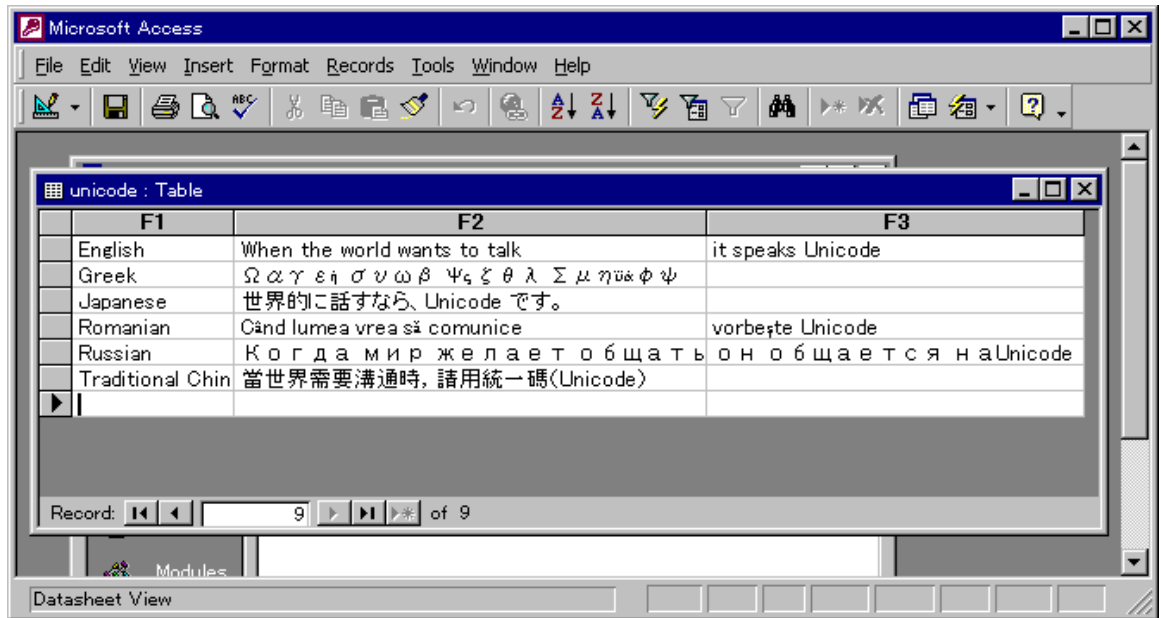 Microsoft Access
File Edit View Insert Format Records Tools Window Help
unicode : Table
F1 F2 F3
English When the world wants to talk it speaks Unicode
Greek Ω α γ ε ή σ υ ω β Ψ ς ζ θ λ Σ μ η ϋ ά φ ψ
Japanese 世界的に話すなら、Unicode です。
Romanian Când lumea vrea să comunice vorbeşte Unicode
Russian Когда мир желает общать он общается на Unicode
Traditional Chin 當世界需要溝通時, 請用統一碼(Unicode)
Record: 9 of 9
Modules
Datasheet View